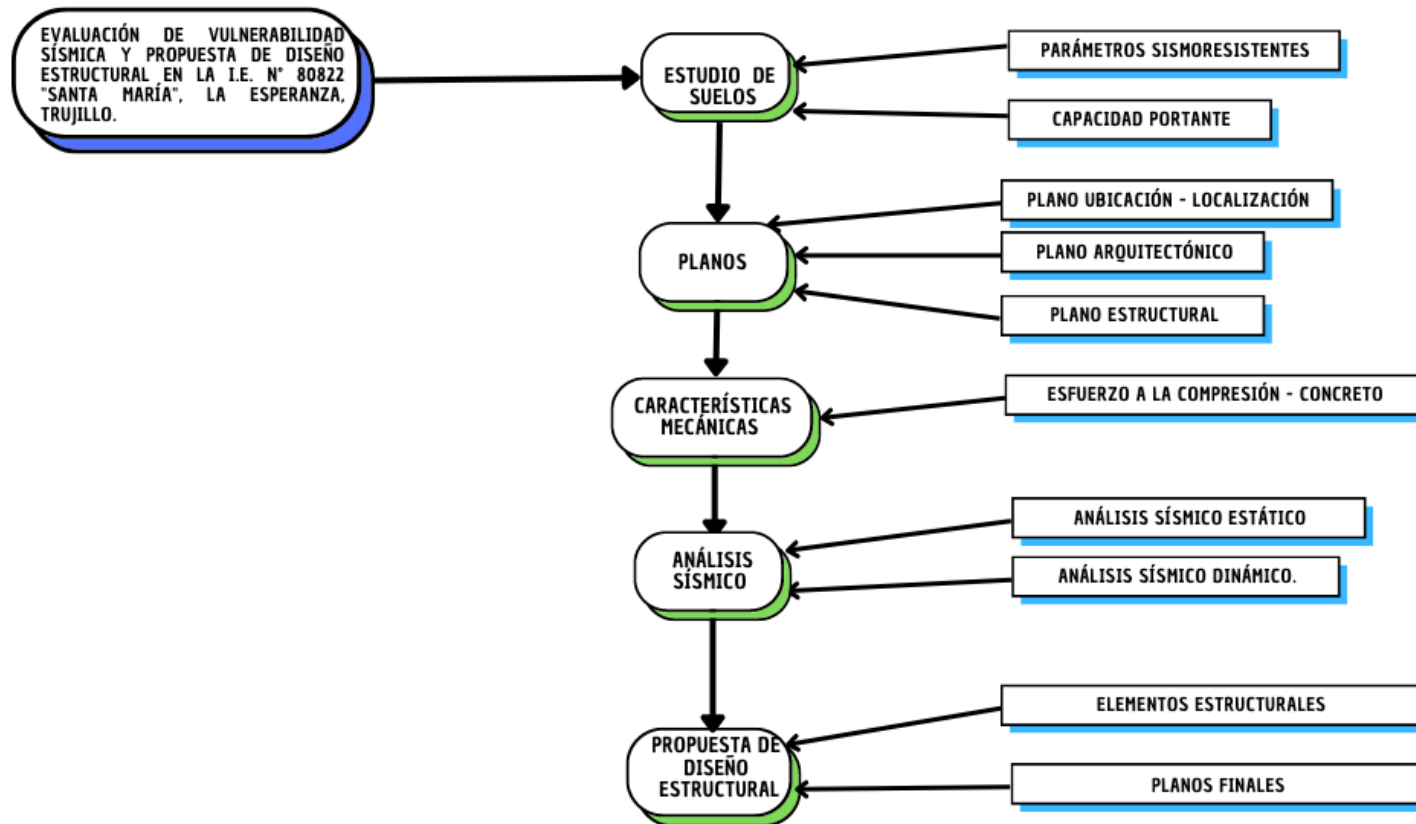 EVALUACIÓN DE VULNERABILIDAD
SÍSMICA Y PROPUESTA DE DISEÑO
ESTRUCTURAL EN LA I.E. N° 80822
"SANTA MARÍA", LA ESPERANZA,
TRUJILLO.
ESTUDIO DE
SUELOS
PARÁMETROS SISMORESISTENTES
CAPACIDAD PORTANTE
PLANOS
PLANO UBICACIÓN - LOCALIZACIÓN
PLANO ARQUITECTÓNICO
PLANO ESTRUCTURAL
CARACTERÍSTICAS
MECÁNICAS
ESFUERZO A LA COMPRESIÓN - CONCRETO
ANÁLISIS
SÍSMICO
ANÁLISIS SÍSMICO ESTÁTICO
ANÁLISIS SÍSMICO DINÁMICO.
PROPUESTA DE
DISEÑO
ESTRUCTURAL
ELEMENTOS ESTRUCTURALES
PLANOS FINALES